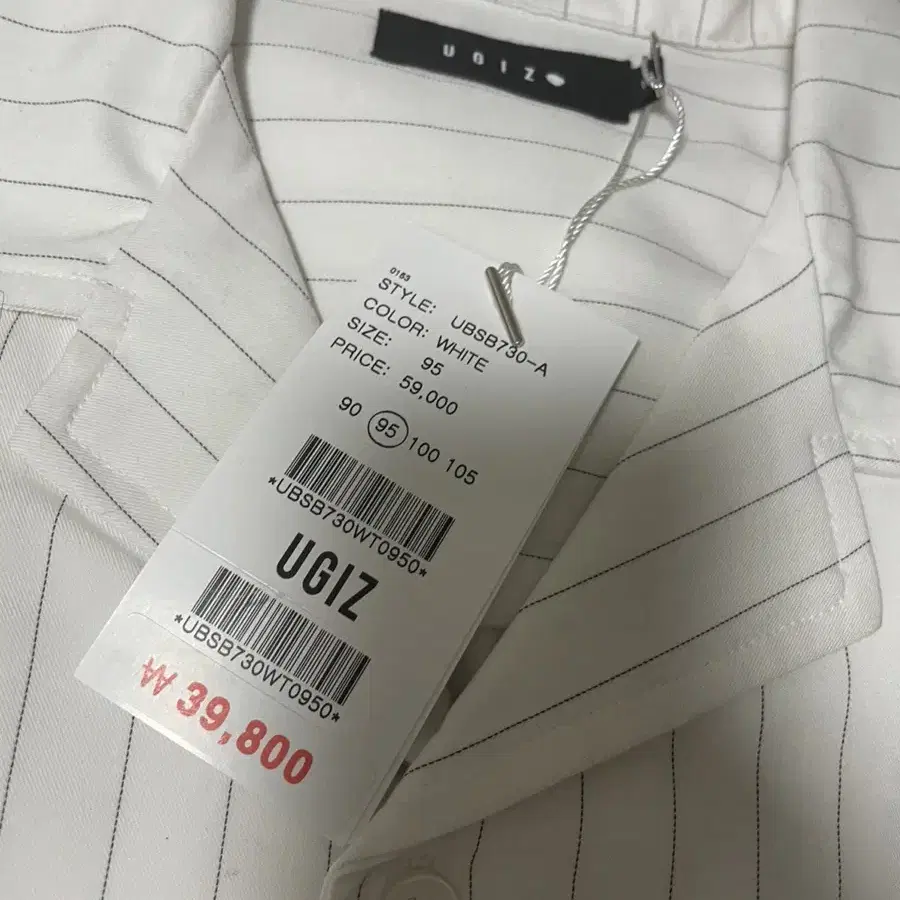 UGIZ
0153
STYLE: UBSB730-A
COLOR: WHITE
SIZE: 95
PRICE: 59,000
90 95 100 105
*UBSB730WT0950*
UGIZ
*UBSB730WT0950*
₩ 39,800